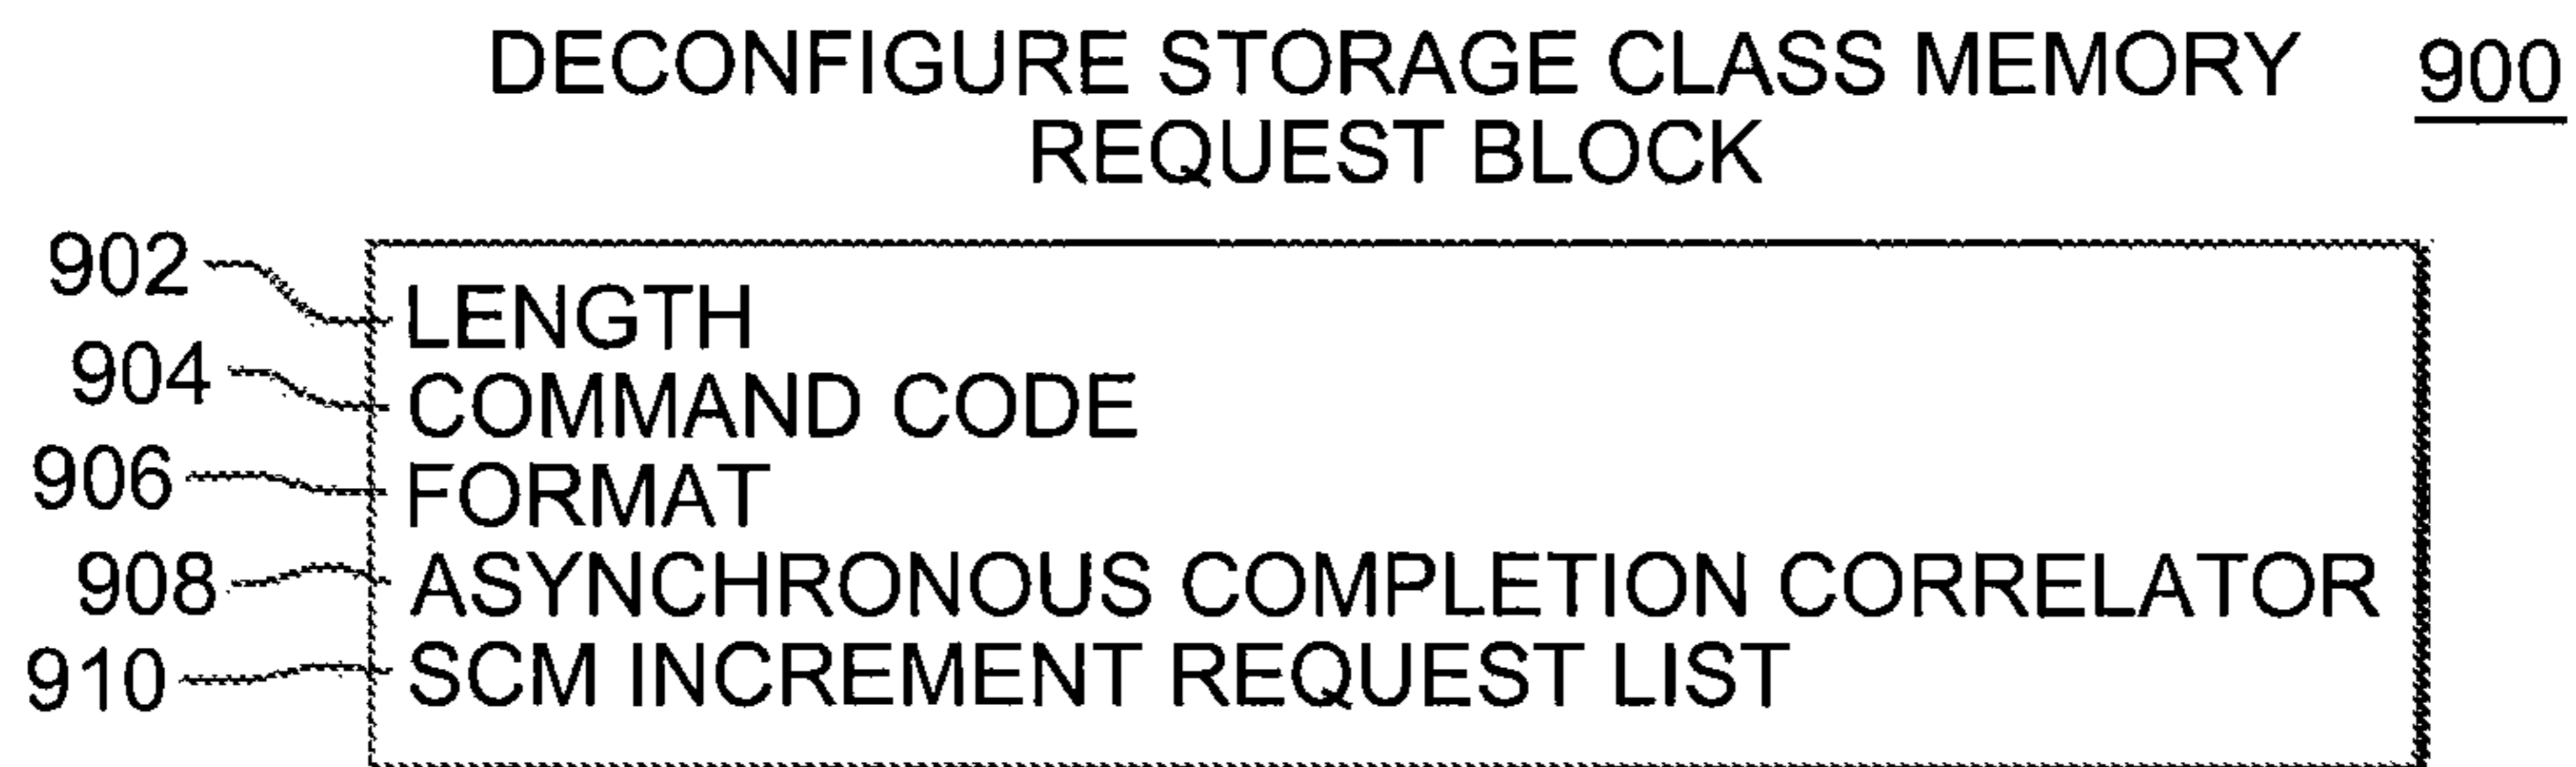 DECONFIGURE STORAGE CLASS MEMORY 900
REQUEST BLOCK
902 LENGTH
904 COMMAND CODE
906 FORMAT
908 ASYNCHRONOUS COMPLETION CORRELATOR
910 SCM INCREMENT REQUEST LIST